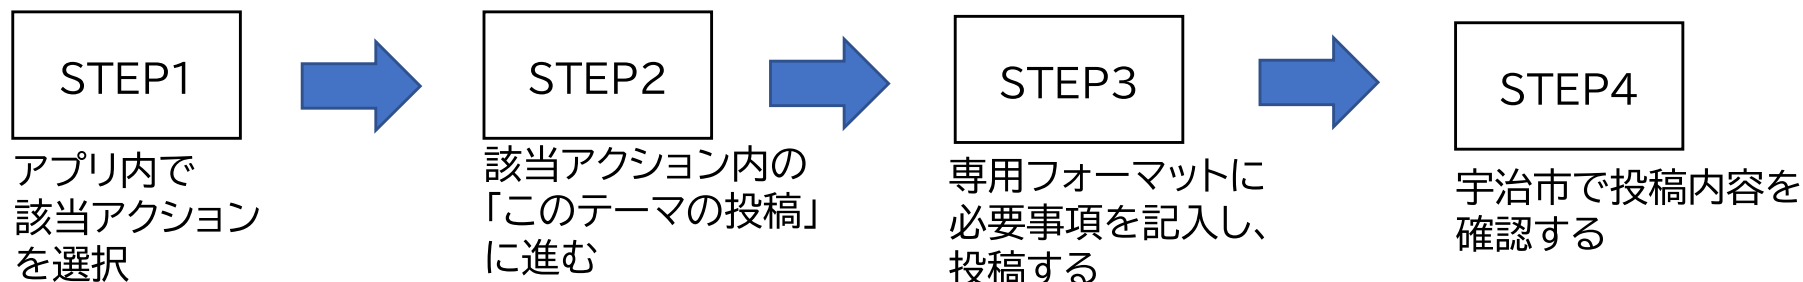 STEP1
アプリ内で
該当アクション
を選択
STEP2
該当アクション内の
「このテーマの投稿」
に進む
STEP3
専用フォーマットに
必要事項を記入し、
投稿する
STEP4
宇治市で投稿内容を
確認する